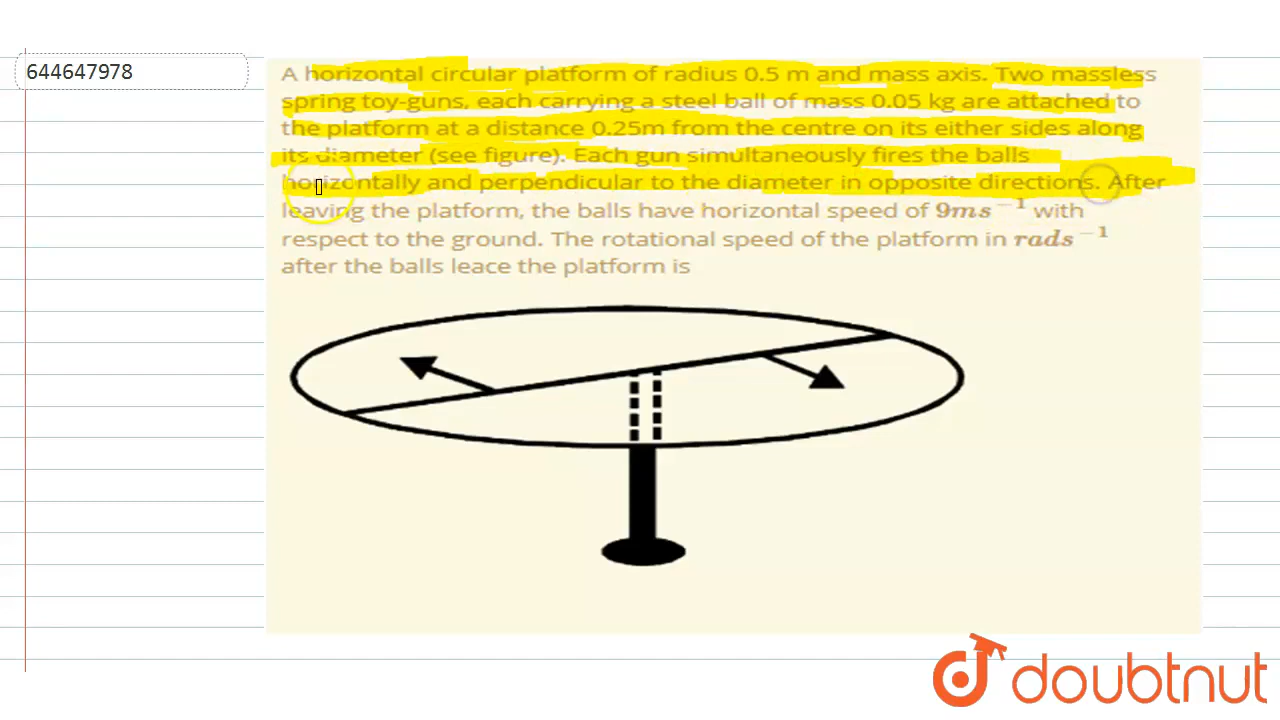 644647978
A horizontal circular platform of radius 0.5 m and mass axis. Two massless
spring toy-guns, each carrying a steel ball of mass 0.05 kg are attached to
the platform at a distance 0.25m from the centre on its either sides along
its diameter (see figure). Each gun simultaneously fires the balls
horizontally and perpendicular to the diameter in opposite directions. After
leaving the platform, the balls have horizontal speed of 9ms⁻¹ with
respect to the ground. The rotational speed of the platform in rads⁻¹
after the balls leace the platform is
doubtnut